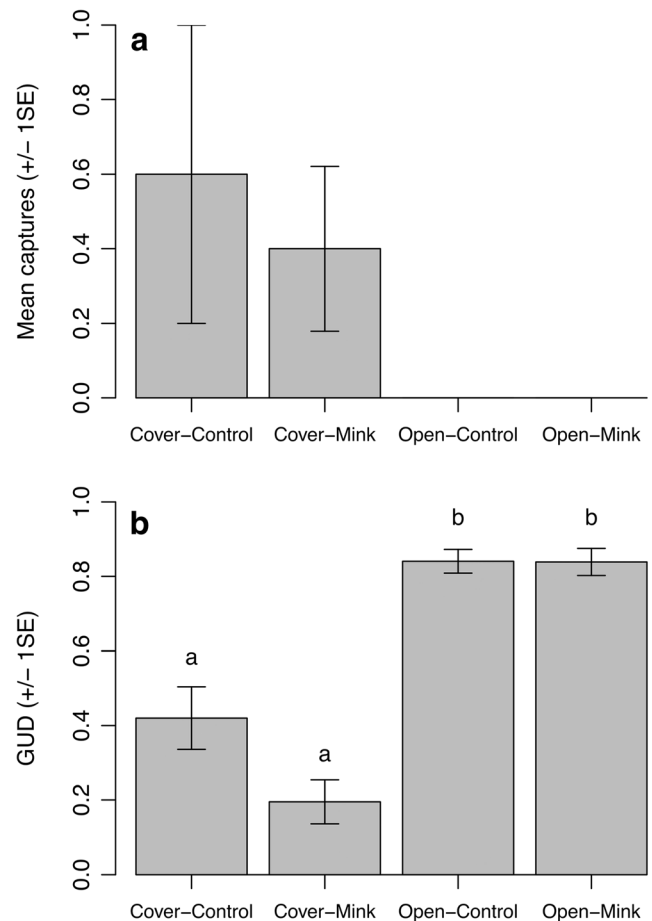 a
Mean captures (+/− 1SE)
1.0
0.8
0.6
0.4
0.2
0.0
Cover−Control Cover−Mink Open−Control Open−Mink
b
GUD (+/− 1SE)
1.0
0.8
0.6
0.4
0.2
0.0
a
a
b
b
Cover−Control Cover−Mink Open−Control Open−Mink